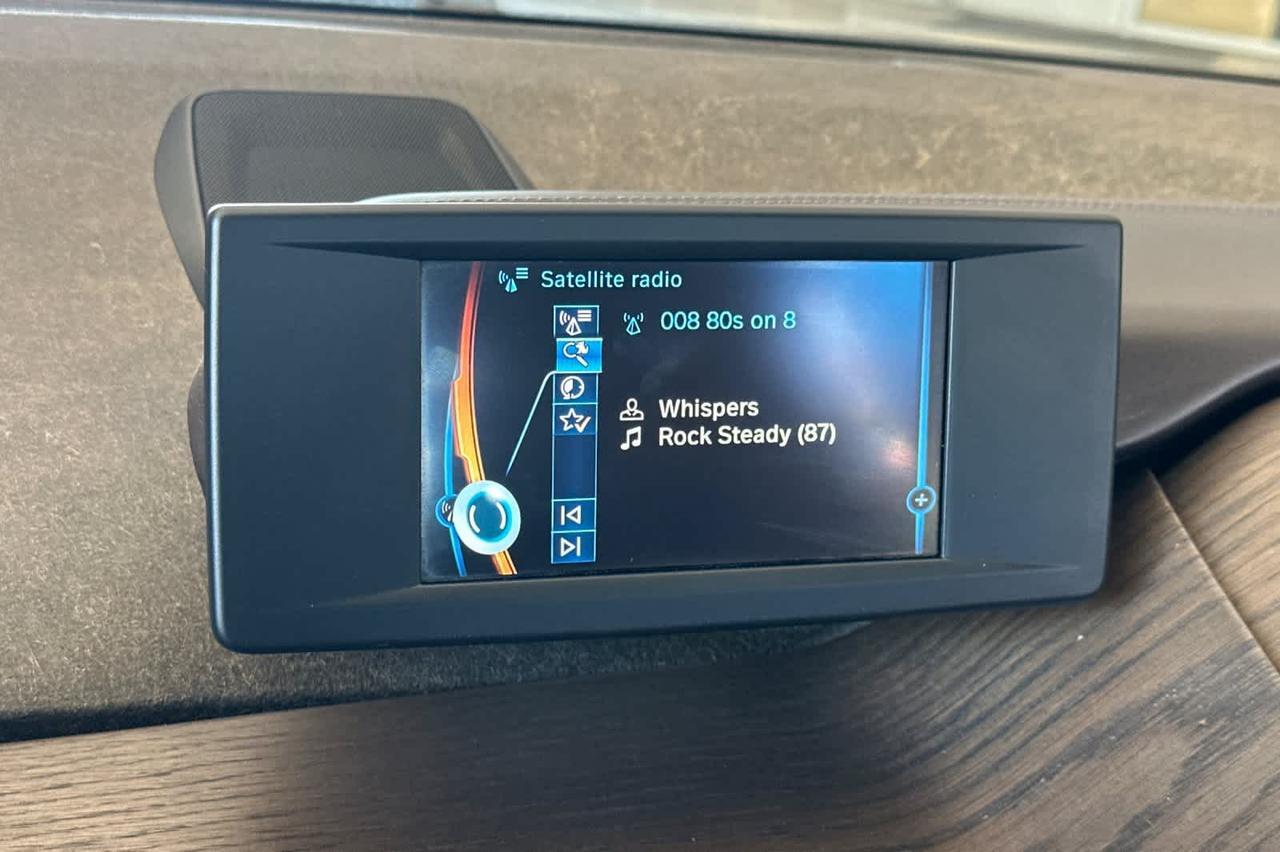 Satellite radio
008 80s on 8
Whispers
Rock Steady (87)